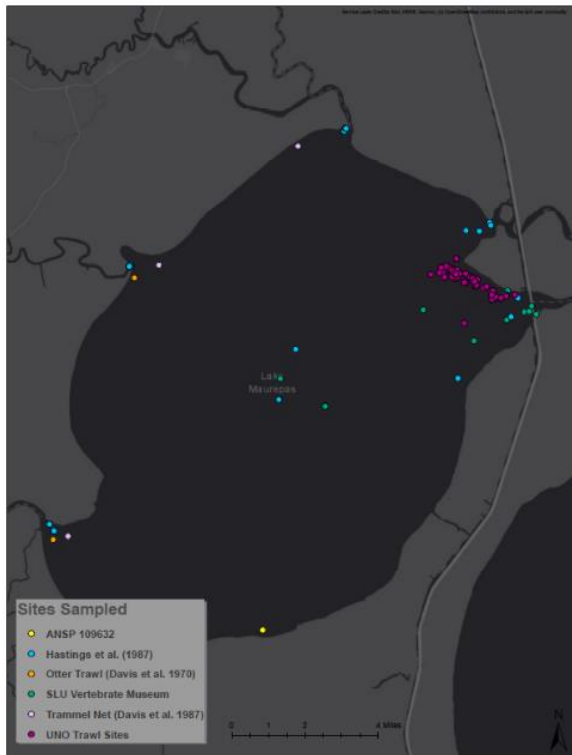 Lake
Maurepas
Sites Sampled
ANSP 109632
Hastings et al. (1987)
Otter Trawl (Davis et al. 1970)
SLU Vertebrate Museum
Trammel Net (Davis et al. 1987)
UNO Trawl Sites
0 2 4 Miles
N